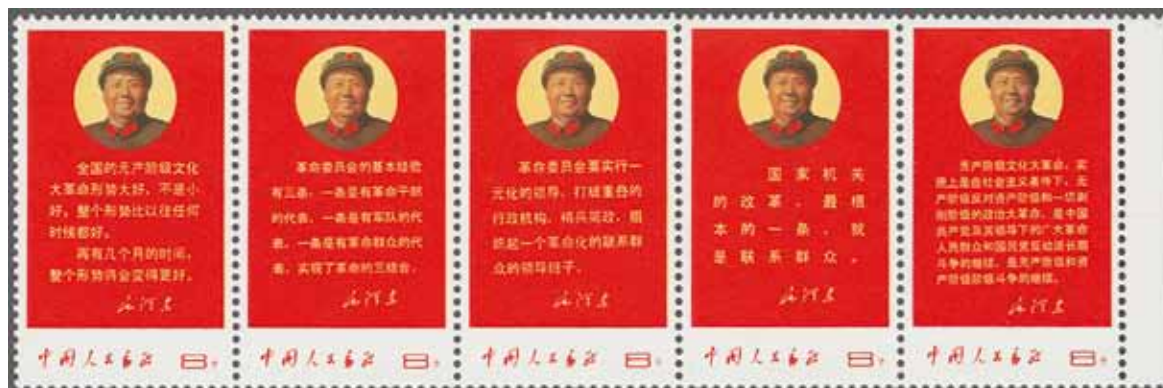 全国的无产阶级文化
大革命形势大好，不是小
好。整个形势比以往任何
时候都好。
再有几个月的时间，
整个形势将会变得更好。
毛泽东
中国人民邮政 8分
革命委员会的基本经验
有三条：一条是有革命干部
的代表，一条是有军队的代
表，一条是有革命群众的代
表，实现了革命的三结合。
毛泽东
中国人民邮政 8分
革命委员会要实行一
元化的领导，打破重叠的
行政机构，精兵简政，组
织起一个革命化的联系群
众的领导班子。
毛泽东
中国人民邮政 8分
国家机关
的改革，最根
本的一条，就
是联系群众。
毛泽东
中国人民邮政 8分
无产阶级文化大革命，实
质上是在社会主义条件下，无
产阶级反对资产阶级和一切剥
削阶级的政治大革命，是中国
共产党及其领导下的广大革命
人民群众和国民党反动派长期
斗争的继续，是无产阶级和资
产阶级阶级斗争的继续。
毛泽东
中国人民邮政 8分